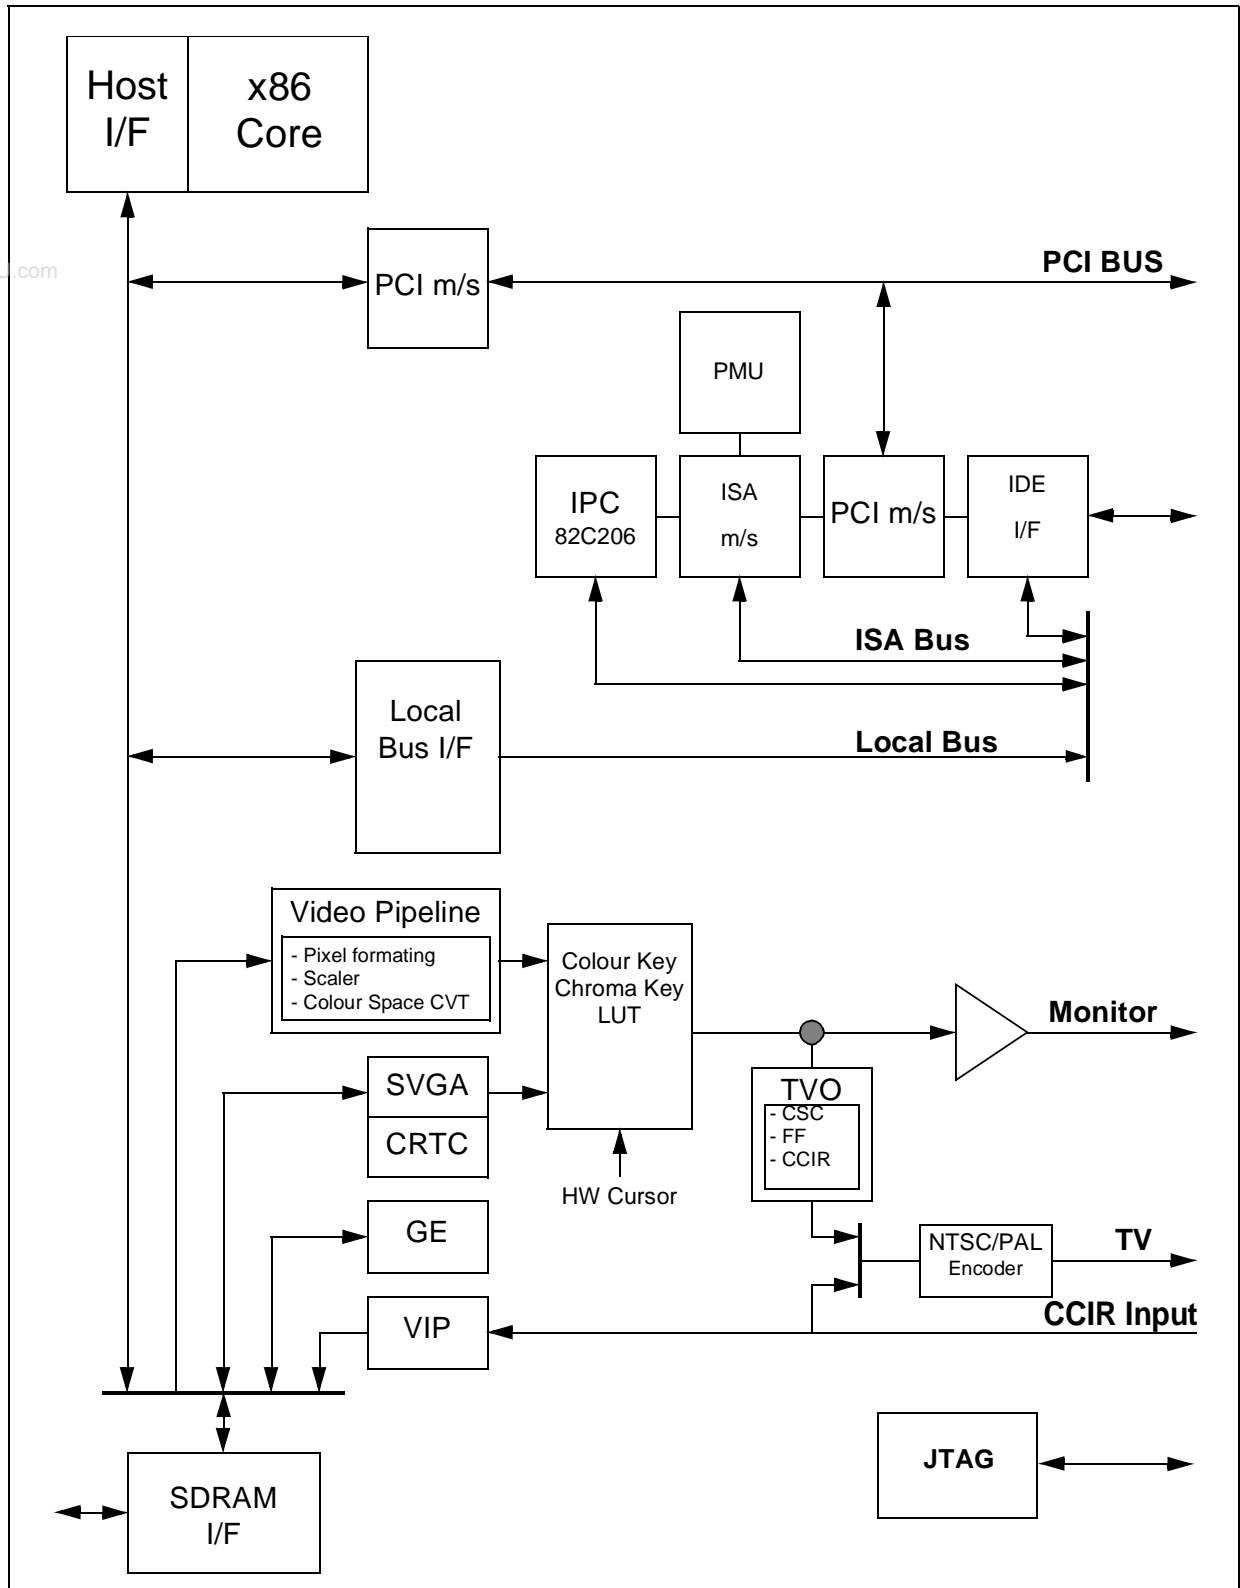 Host
I/F
x86
Core
.com
PCI m/s
PCI BUS
PMU
IPC
82C206
ISA
m/s
PCI m/s
IDE
I/F
ISA Bus
Local
Bus I/F
Local Bus
Video Pipeline
- Pixel formating
- Scaler
- Colour Space CVT
Colour Key
Chroma Key
LUT
Monitor
SVGA
CRTC
TVO
- CSC
- FF
- CCIR
HW Cursor
GE
NTSC/PAL
Encoder
TV
VIP
CCIR Input
JTAG
SDRAM
I/F